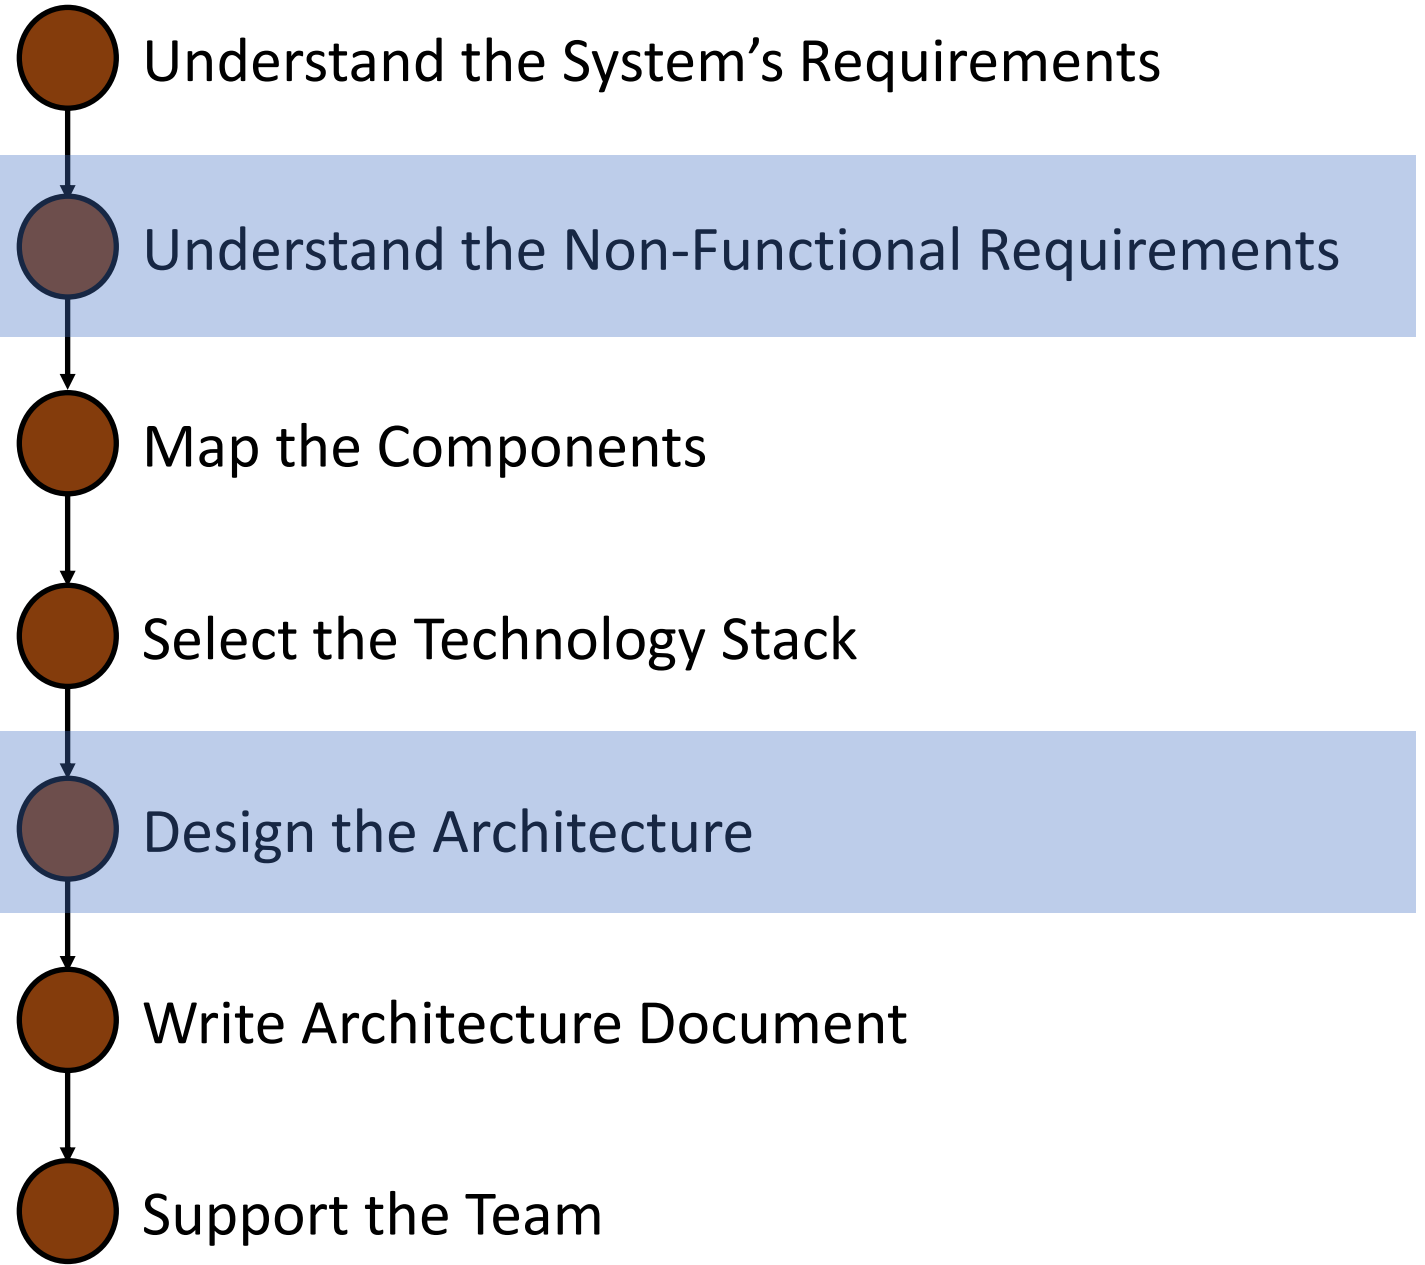 Understand the System’s Requirements
Understand the Non-Functional Requirements
Map the Components
Select the Technology Stack
Design the Architecture
Write Architecture Document
Support the Team